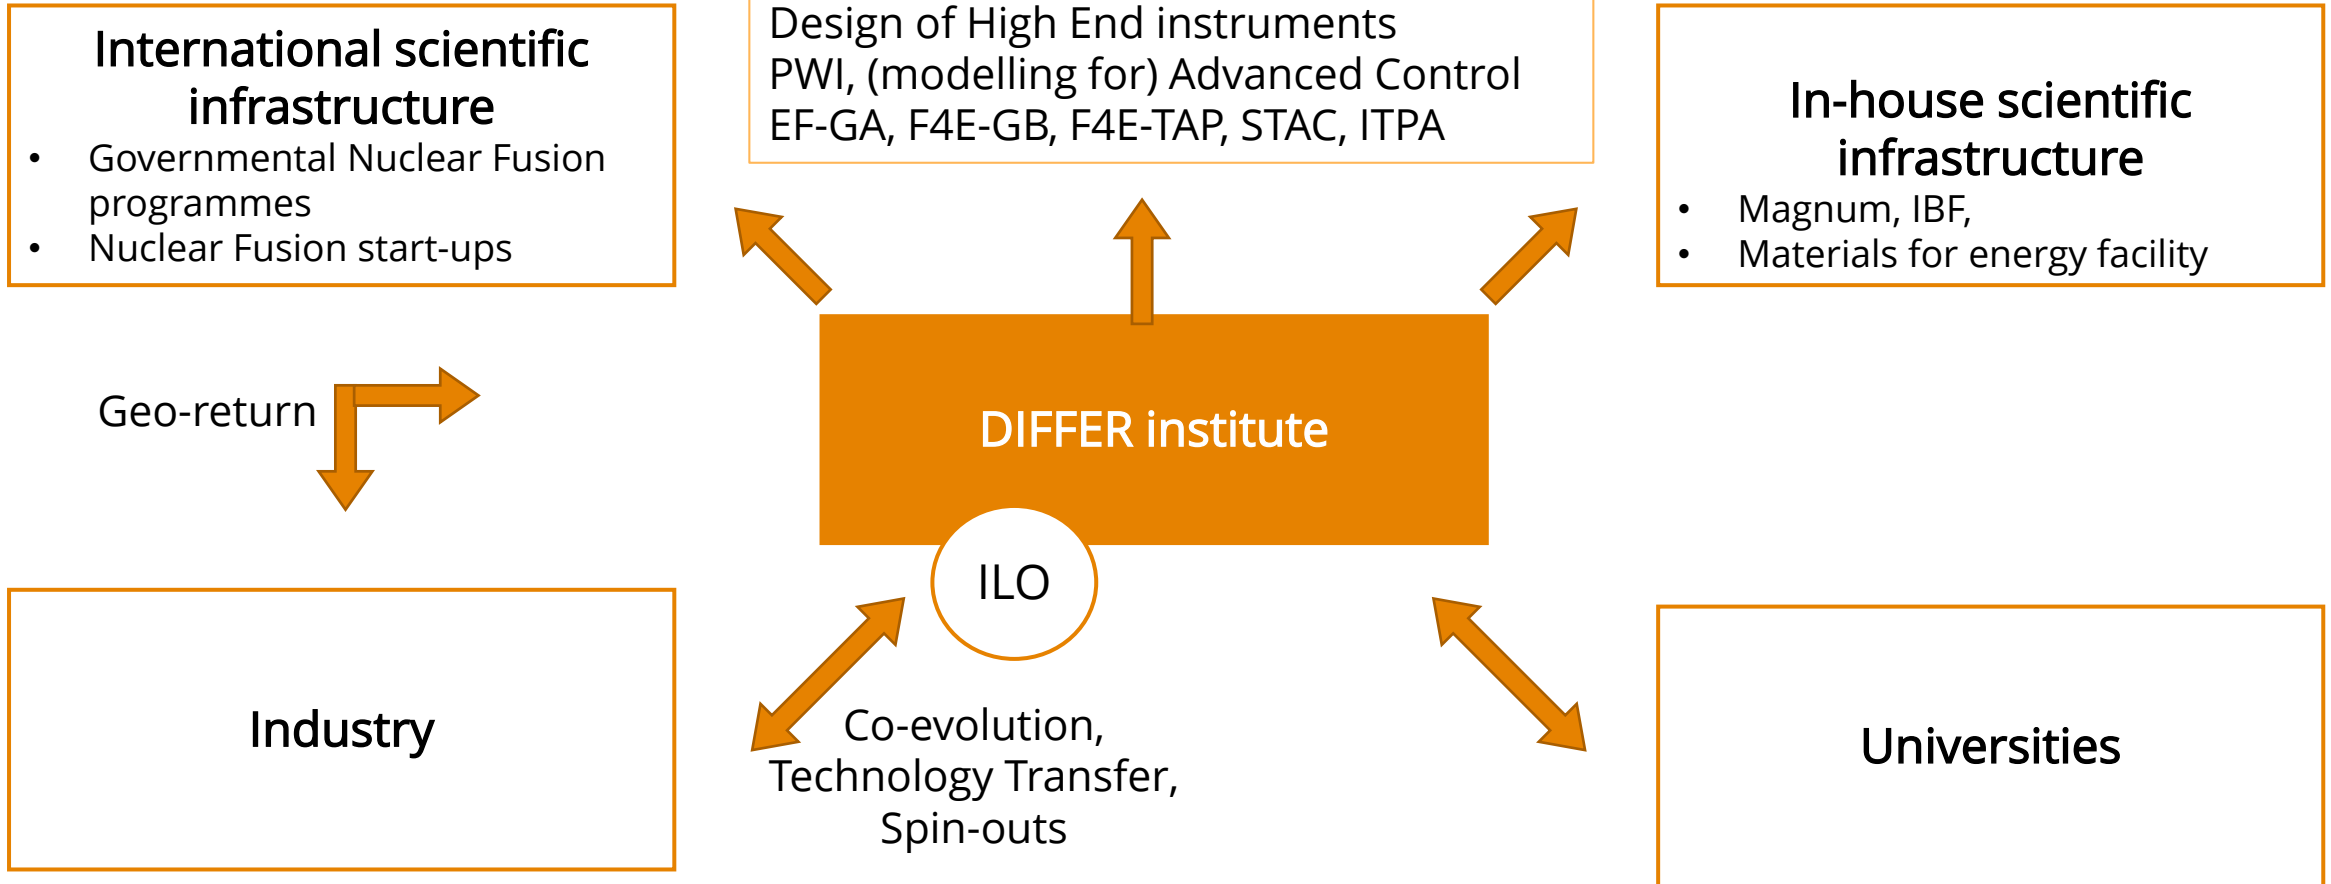 International scientific
infrastructure
• Governmental Nuclear Fusion
programmes
• Nuclear Fusion start-ups
Design of High End instruments
PWI, (modelling for) Advanced Control
EF-GA, F4E-GB, F4E-TAP, STAC, ITPA
In-house scientific
infrastructure
• Magnum, IBF,
• Materials for energy facility
Geo-return
DIFFER institute
ILO
Industry
Co-evolution,
Technology Transfer,
Spin-outs
Universities